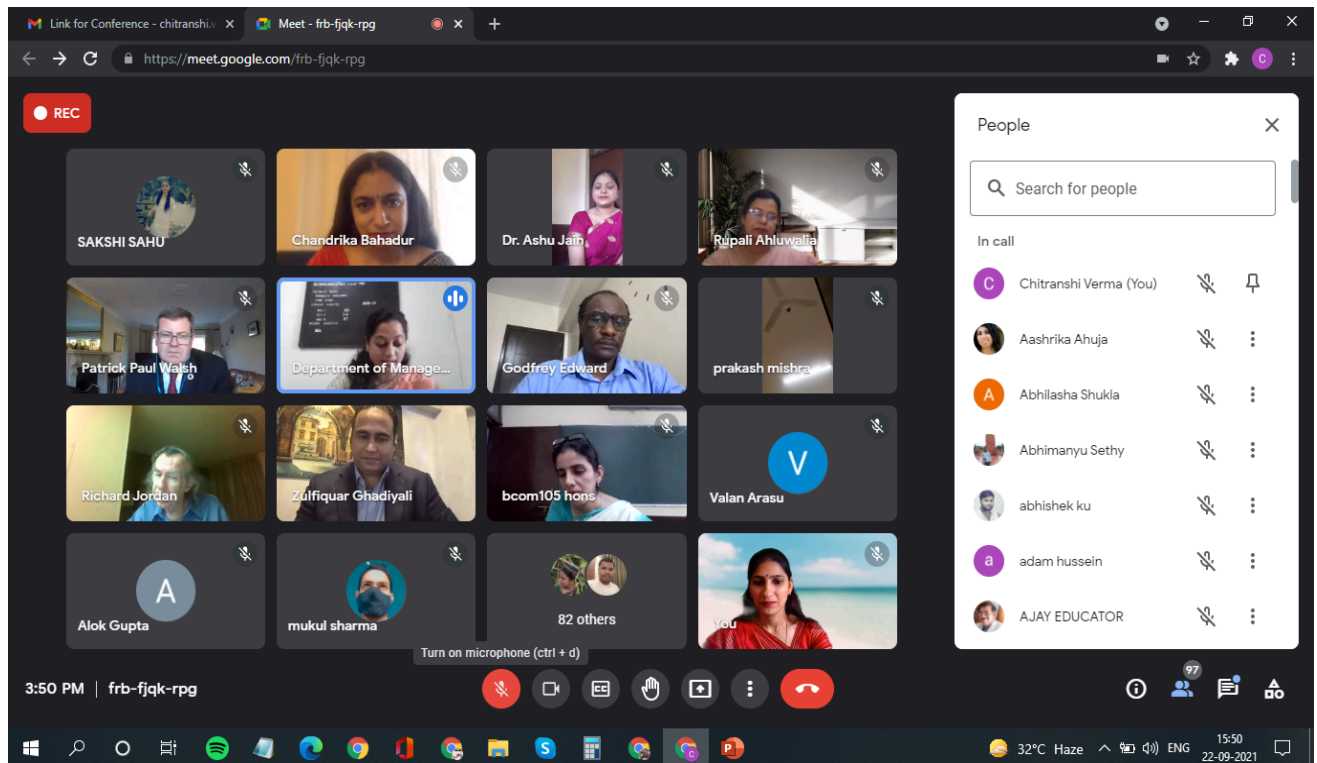 Link for Conference - chitranshi.v
Meet - frb-fjqk-rpg
https://meet.google.com/frb-fjqk-rpg
C
REC
People
Search for people
In call
C Chitranshi Verma (You)
Aashrika Ahuja
A Abhilasha Shukla
Abhimanyu Sethy
abhishek ku
a adam hussein
AJAY EDUCATOR
SAKSHI SAHU
Chandrika Bahadur
Dr. Ashu Jain
Rupali Ahluwalia
Patrick Paul Walsh
Department of Manage...
Godfrey Edward
prakash mishra
Richard Jordan
Zulfiquar Ghadiyali
bcom105 hons
V
Valan Arasu
A
Alok Gupta
mukul sharma
82 others
You
Turn on microphone (ctrl + d)
3:50 PM | frb-fjqk-rpg
CC
97
32°C Haze
ENG
15:50
22-09-2021